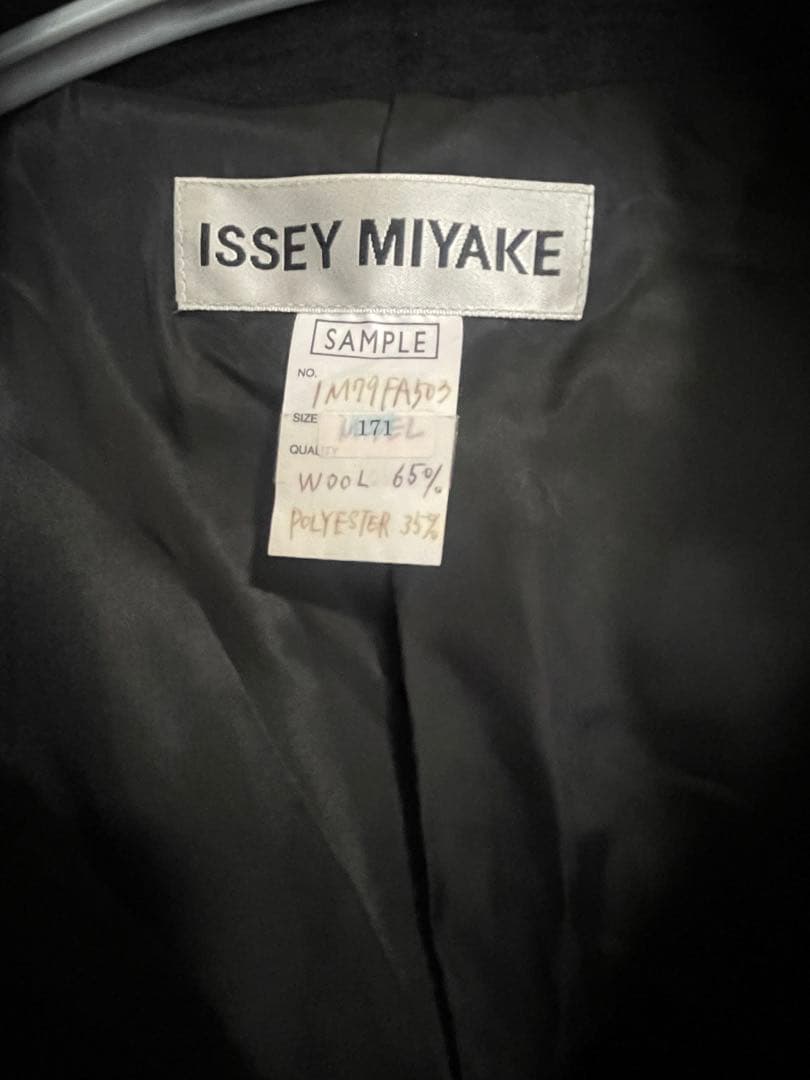 ISSEY MIYAKE
SAMPLE
NO. IM79FA503
SIZE 171
QUALITY
WOOL 65%
POLYESTER 35%